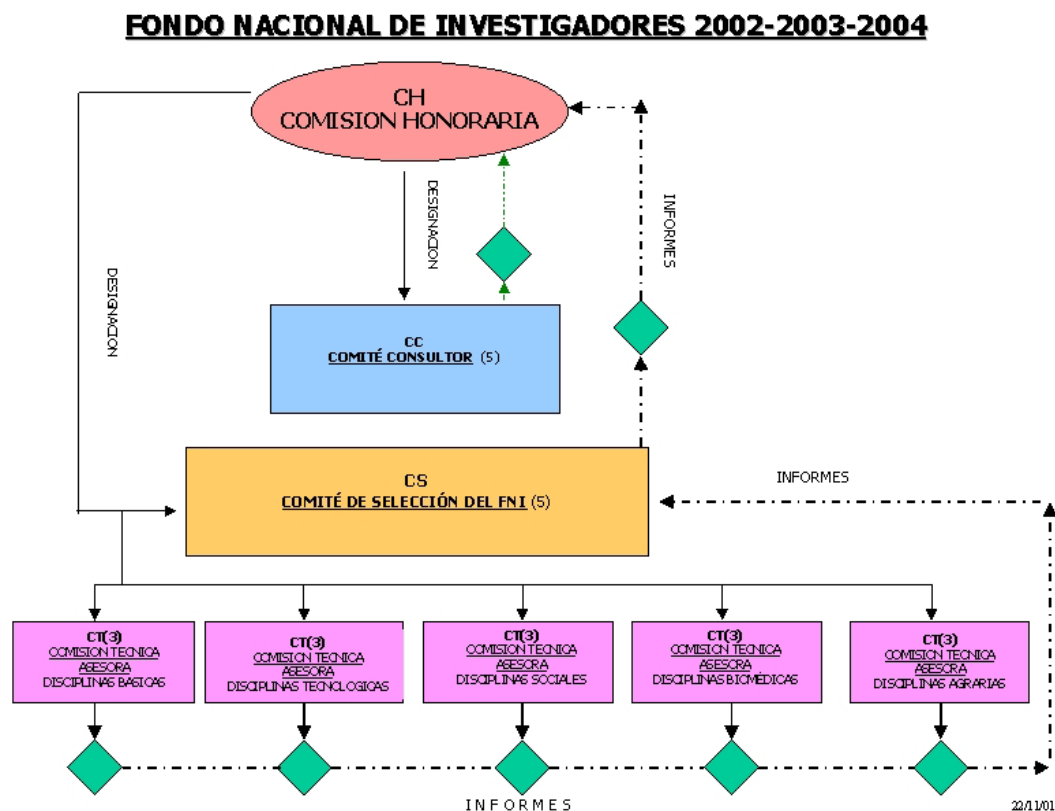 FONDO NACIONAL DE INVESTIGADORES 2002-2003-2004
CH
COMISION HONORARIA
DESIGNACION
DESIGNACION
INFORMES
CC
COMITÉ CONSULTOR (5)
CS
COMITÉ DE SELECCIÓN DEL FNI (5)
INFORMES
CT(3)
COMISION TECNICA
ASESORA
DISCIPLINAS BASICAS
CT(3)
COMISION TECNICA
ASESORA
DISCIPLINAS TECNOLOGICAS
CT(3)
COMISION TECNICA
ASESORA
DISCIPLINAS SOCIALES
CT(3)
COMISION TECNICA
ASESORA
DISCIPLINAS BIOMÉDICAS
CT(3)
COMISION TECNICA
ASESORA
DISCIPLINAS AGRARIAS
INFORMES
22/11/01